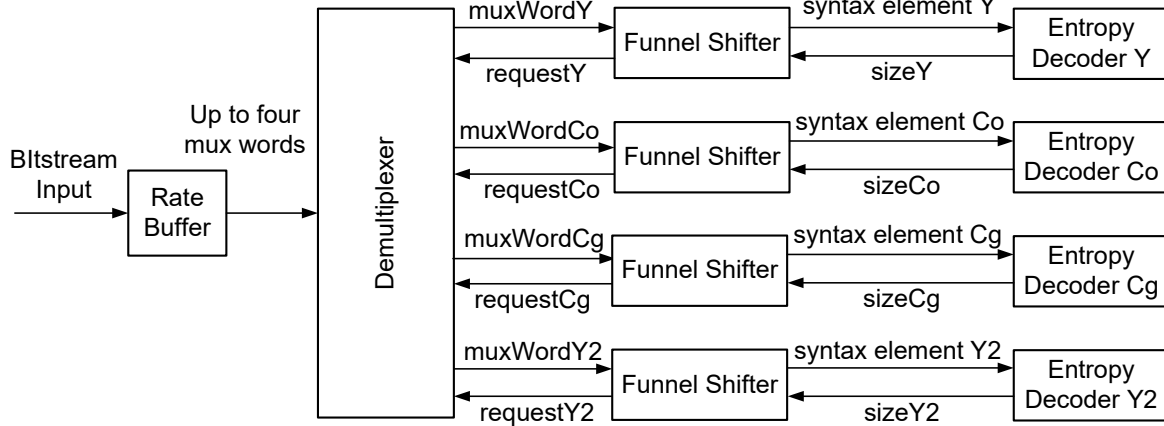 Up to four
mux words
BItstream
Input
Rate
Buffer
Demultiplexer
muxWordY
requestY
Funnel Shifter
syntax element Y
sizeY
Entropy
Decoder Y
muxWordCo
requestCo
Funnel Shifter
syntax element Co
sizeCo
Entropy
Decoder Co
muxWordCg
requestCg
Funnel Shifter
syntax element Cg
sizeCg
Entropy
Decoder Cg
muxWordY2
requestY2
Funnel Shifter
syntax element Y2
sizeY2
Entropy
Decoder Y2